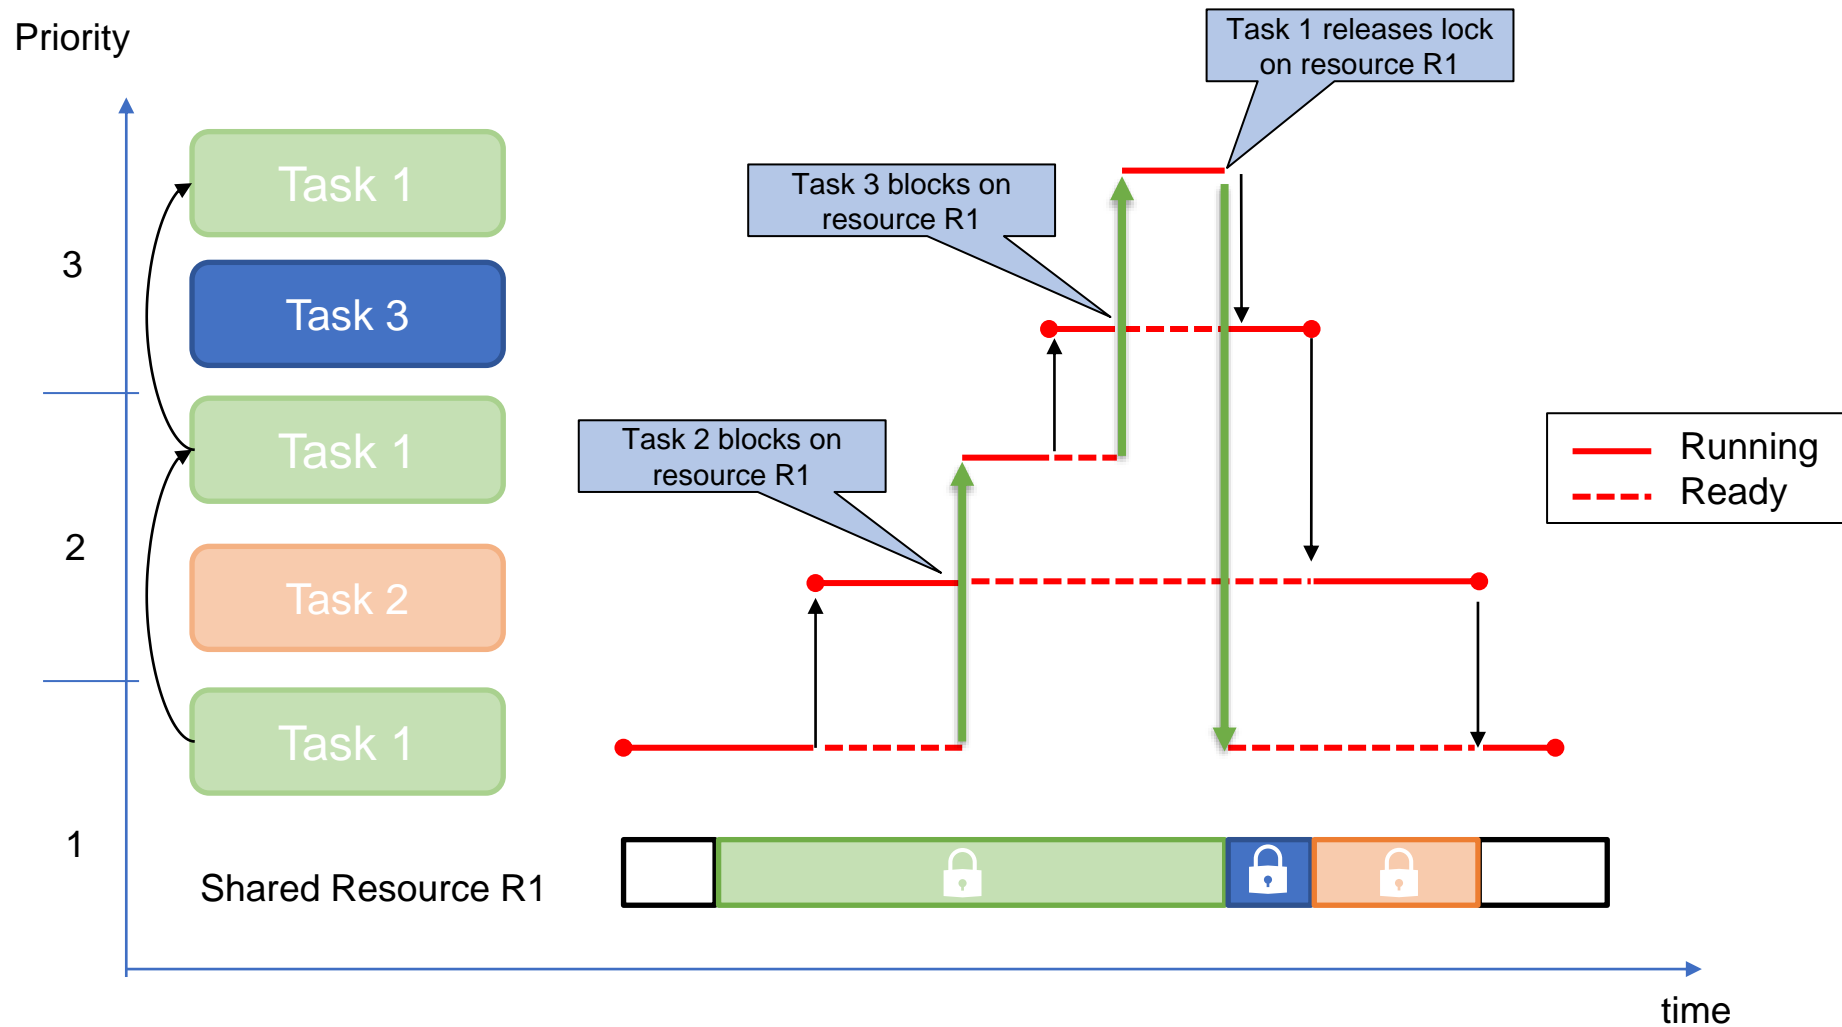 Priority
Task 1 releases lock
on resource R1
Task 1
Task 3 blocks on
resource R1
3
Task 3
Task 1
Task 2 blocks on
resource R1
Running
Ready
2
Task 2
Task 1
1
Shared Resource R1
time